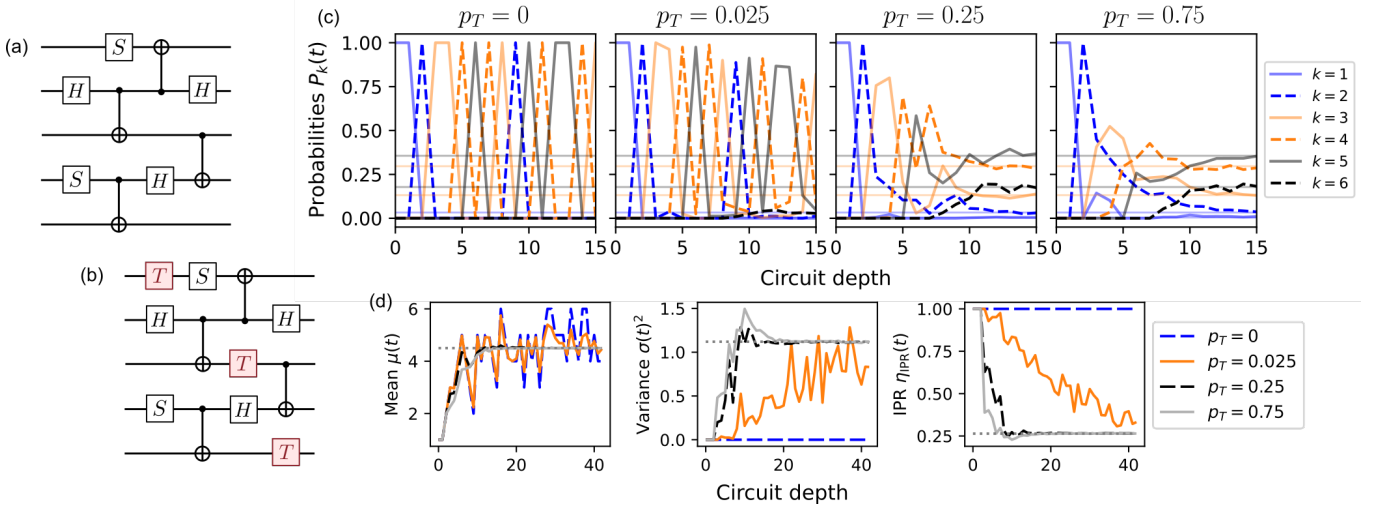 (a)
S
H
H
S
H
(b)
T
S
H
H
T
S
H
T
(c)
p_T = 0
p_T = 0.025
p_T = 0.25
p_T = 0.75
Probabilities P_k(t)
1.00
0.75
0.50
0.25
0.00
0 5 10 15
0 5 10 15
0 5 10 15
0 5 10 15
Circuit depth
k = 1
k = 2
k = 3
k = 4
k = 5
k = 6
(d)
Mean μ(t)
6
4
2
0 20 40
Variance σ(t)²
1.5
1.0
0.5
0.0
0 20 40
IPR η_IPR(t)
1.00
0.75
0.50
0.25
0 20 40
Circuit depth
p_T = 0
p_T = 0.025
p_T = 0.25
p_T = 0.75